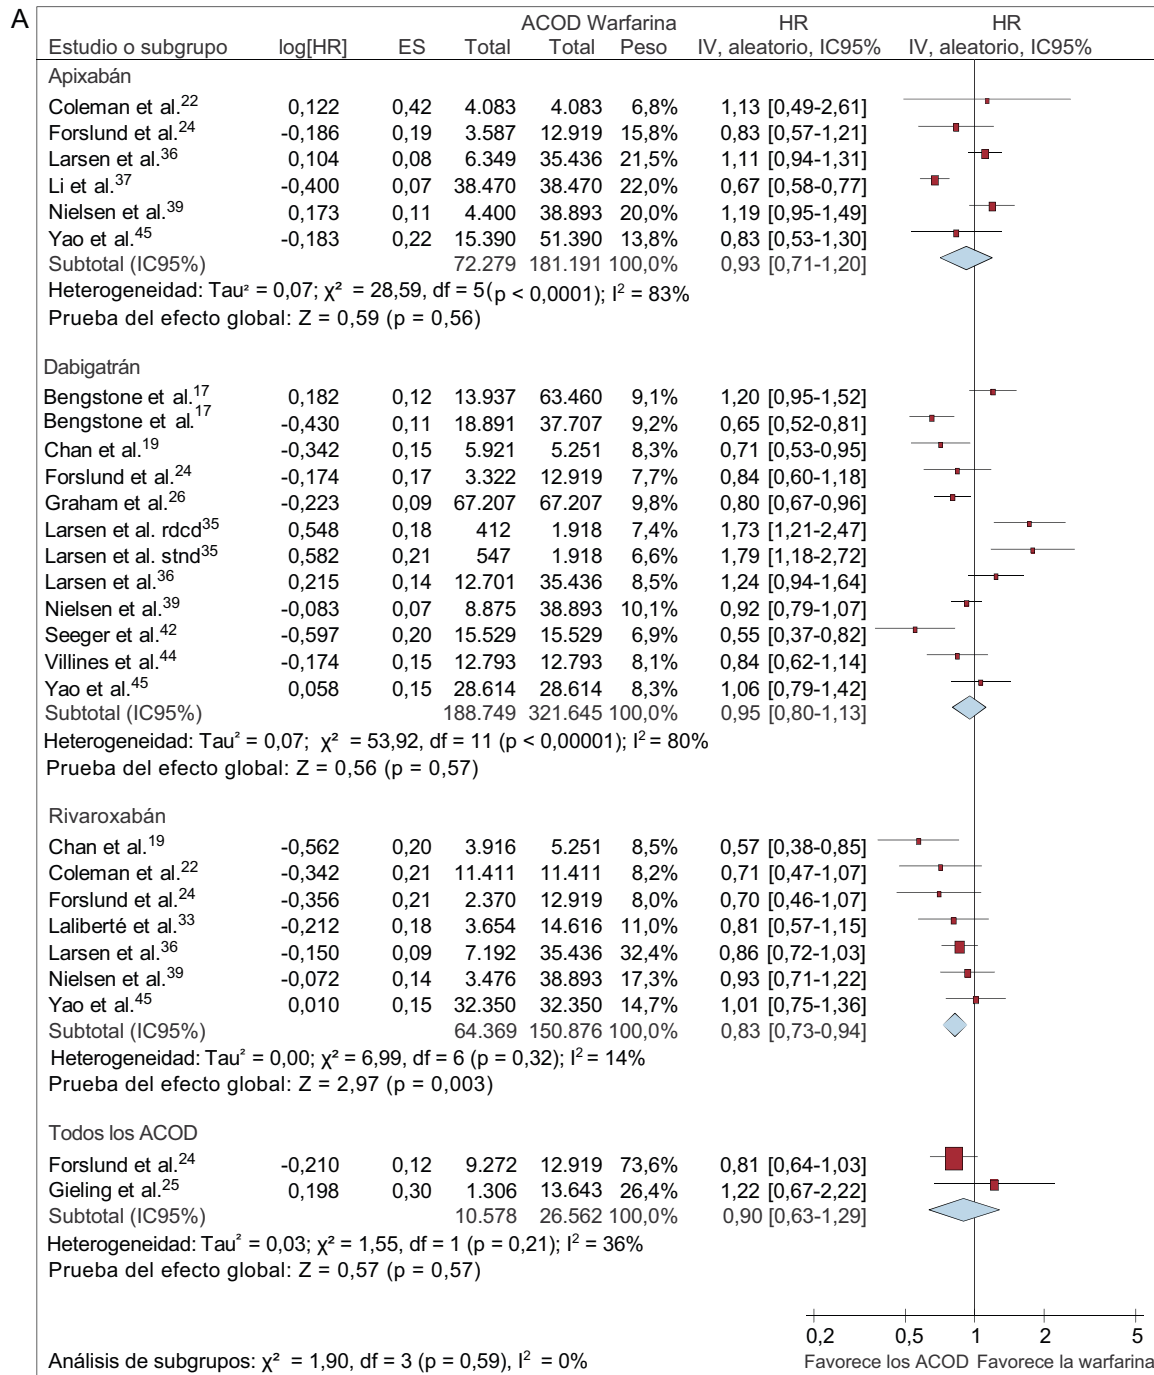 A
ACOD Warfarina HR HR
Estudio o subgrupo log[HR] ES Total Total Peso IV, aleatorio, IC95% IV, aleatorio, IC95%
Apixabán
Coleman et al.22 0,122 0,42 4.083 4.083 6,8% 1,13 [0,49-2,61]
Forslund et al.24 -0,186 0,19 3.587 12.919 15,8% 0,83 [0,57-1,21]
Larsen et al.36 0,104 0,08 6.349 35.436 21,5% 1,11 [0,94-1,31]
Li et al.37 -0,400 0,07 38.470 38.470 22,0% 0,67 [0,58-0,77]
Nielsen et al.39 0,173 0,11 4.400 38.893 20,0% 1,19 [0,95-1,49]
Yao et al.45 -0,183 0,22 15.390 51.390 13,8% 0,83 [0,53-1,30]
Subtotal (IC95%) 72.279 181.191 100,0% 0,93 [0,71-1,20]
Heterogeneidad: Tau² = 0,07; χ² = 28,59, df = 5(p < 0,0001); I² = 83%
Prueba del efecto global: Z = 0,59 (p = 0,56)
Dabigatrán
Bengstone et al.17 0,182 0,12 13.937 63.460 9,1% 1,20 [0,95-1,52]
Bengstone et al.17 -0,430 0,11 18.891 37.707 9,2% 0,65 [0,52-0,81]
Chan et al.19 -0,342 0,15 5.921 5.251 8,3% 0,71 [0,53-0,95]
Forslund et al.24 -0,174 0,17 3.322 12.919 7,7% 0,84 [0,60-1,18]
Graham et al.26 -0,223 0,09 67.207 67.207 9,8% 0,80 [0,67-0,96]
Larsen et al. rdcd35 0,548 0,18 412 1.918 7,4% 1,73 [1,21-2,47]
Larsen et al. stnd35 0,582 0,21 547 1.918 6,6% 1,79 [1,18-2,72]
Larsen et al.36 0,215 0,14 12.701 35.436 8,5% 1,24 [0,94-1,64]
Nielsen et al.39 -0,083 0,07 8.875 38.893 10,1% 0,92 [0,79-1,07]
Seeger et al.42 -0,597 0,20 15.529 15.529 6,9% 0,55 [0,37-0,82]
Villines et al.44 -0,174 0,15 12.793 12.793 8,1% 0,84 [0,62-1,14]
Yao et al.45 0,058 0,15 28.614 28.614 8,3% 1,06 [0,79-1,42]
Subtotal (IC95%) 188.749 321.645 100,0% 0,95 [0,80-1,13]
Heterogeneidad: Tau² = 0,07; χ² = 53,92, df = 11 (p < 0,00001); I² = 80%
Prueba del efecto global: Z = 0,56 (p = 0,57)
Rivaroxabán
Chan et al.19 -0,562 0,20 3.916 5.251 8,5% 0,57 [0,38-0,85]
Coleman et al.22 -0,342 0,21 11.411 11.411 8,2% 0,71 [0,47-1,07]
Forslund et al.24 -0,356 0,21 2.370 12.919 8,0% 0,70 [0,46-1,07]
Laliberté et al.33 -0,212 0,18 3.654 14.616 11,0% 0,81 [0,57-1,15]
Larsen et al.36 -0,150 0,09 7.192 35.436 32,4% 0,86 [0,72-1,03]
Nielsen et al.39 -0,072 0,14 3.476 38.893 17,3% 0,93 [0,71-1,22]
Yao et al.45 0,010 0,15 32.350 32.350 14,7% 1,01 [0,75-1,36]
Subtotal (IC95%) 64.369 150.876 100,0% 0,83 [0,73-0,94]
Heterogeneidad: Tau² = 0,00; χ² = 6,99, df = 6 (p = 0,32); I² = 14%
Prueba del efecto global: Z = 2,97 (p = 0,003)
Todos los ACOD
Forslund et al.24 -0,210 0,12 9.272 12.919 73,6% 0,81 [0,64-1,03]
Gieling et al.25 0,198 0,30 1.306 13.643 26,4% 1,22 [0,67-2,22]
Subtotal (IC95%) 10.578 26.562 100,0% 0,90 [0,63-1,29]
Heterogeneidad: Tau² = 0,03; χ² = 1,55, df = 1 (p = 0,21); I² = 36%
Prueba del efecto global: Z = 0,57 (p = 0,57)
0,2 0,5 1 2 5
Análisis de subgrupos: χ² = 1,90, df = 3 (p = 0,59), I² = 0% Favorece los ACOD Favorece la warfarina